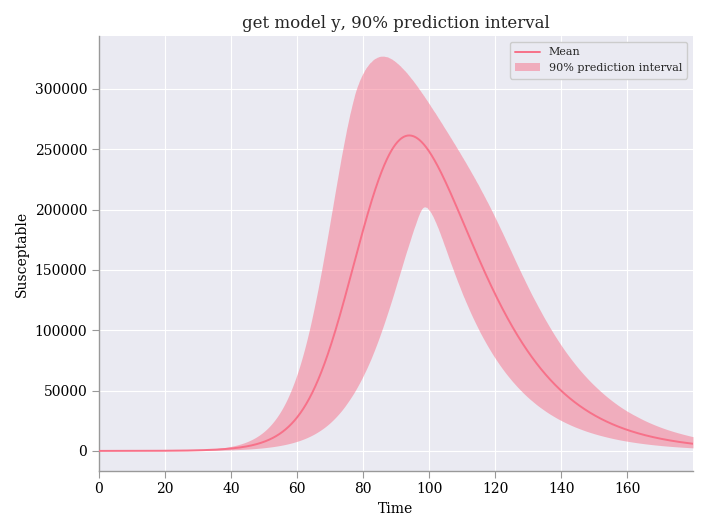 get model y, 90% prediction interval
Mean
90% prediction interval
300000
250000
200000
150000
100000
50000
0
Susceptable
0 20 40 60 80 100 120 140 160
Time